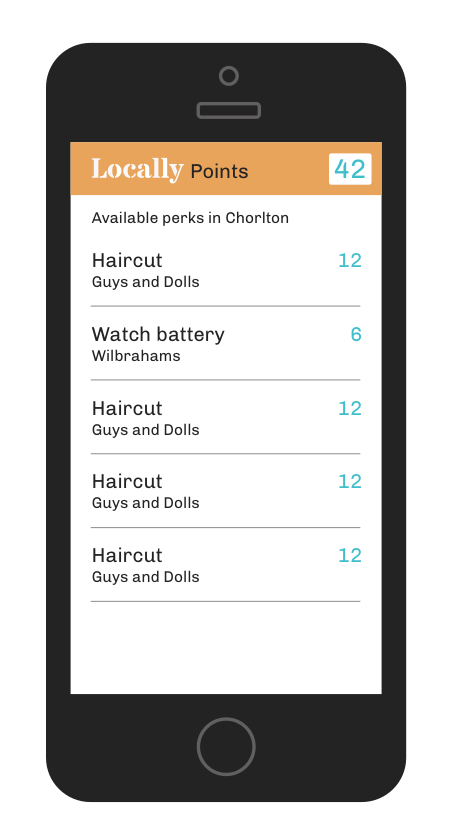 Locally Points 42
Available perks in Chorlton
Haircut 12
Guys and Dolls
Watch battery 6
Wilbrahams
Haircut 12
Guys and Dolls
Haircut 12
Guys and Dolls
Haircut 12
Guys and Dolls